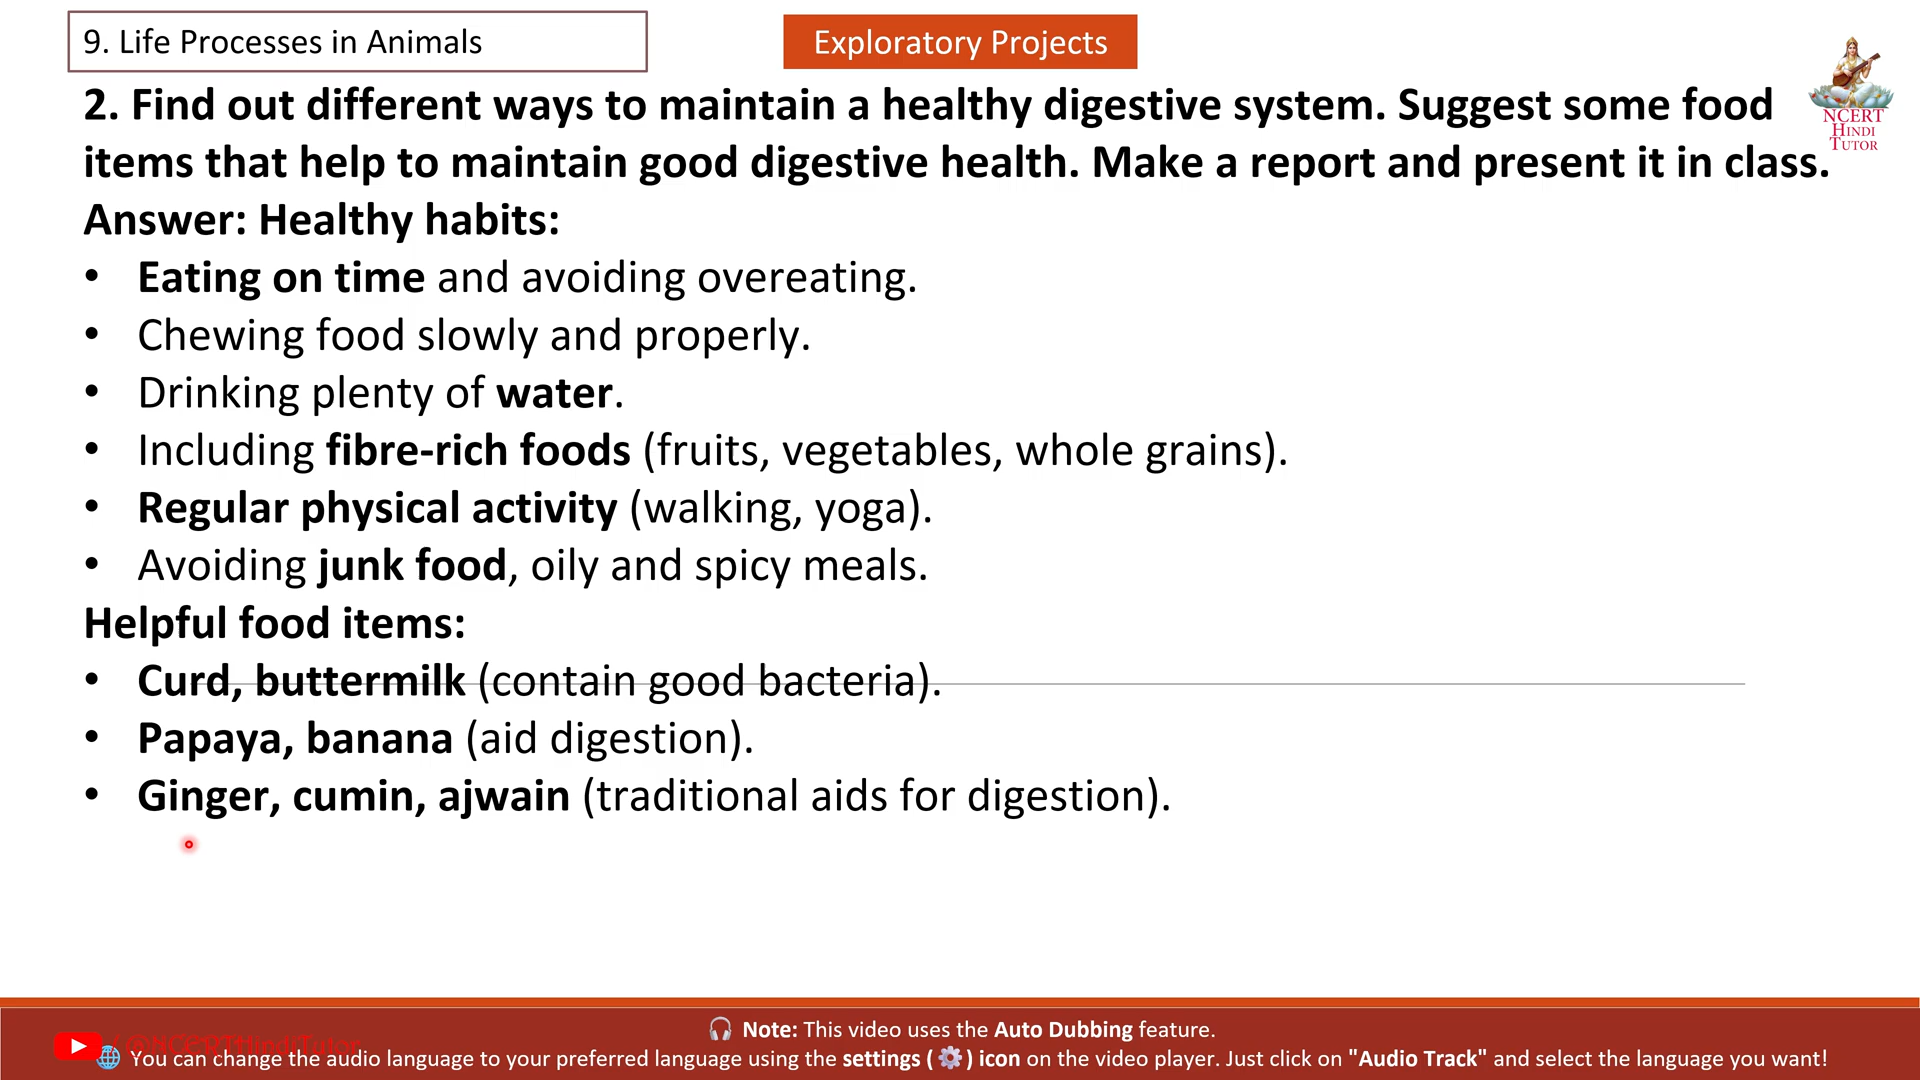 9. Life Processes in Animals
Exploratory Projects
NCERT
HINDI
TUTOR
2. Find out different ways to maintain a healthy digestive system. Suggest some food
items that help to maintain good digestive health. Make a report and present it in class.
Answer: Healthy habits:
• Eating on time and avoiding overeating.
• Chewing food slowly and properly.
• Drinking plenty of water.
• Including fibre-rich foods (fruits, vegetables, whole grains).
• Regular physical activity (walking, yoga).
• Avoiding junk food, oily and spicy meals.
Helpful food items:
• Curd, buttermilk (contain good bacteria).
• Papaya, banana (aid digestion).
• Ginger, cumin, ajwain (traditional aids for digestion).
Note: This video uses the Auto Dubbing feature.
You can change the audio language to your preferred language using the settings (⚙️) icon on the video player. Just click on "Audio Track" and select the language you want!